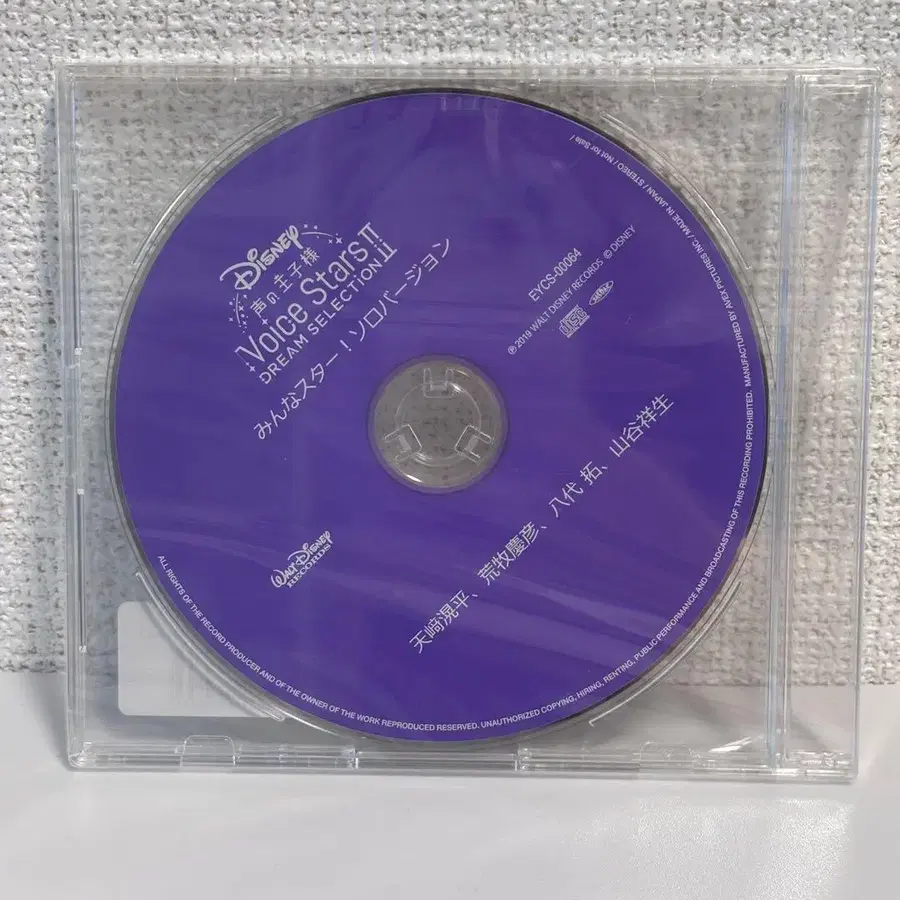 Disney
声の王子様
Voice Stars II
DREAM SELECTION II
みんなスター！ソロバージョン
EYCS-00064
Ⓟ2019 WALT DISNEY RECORDS ©DISNEY
天﨑滉平、荒牧慶彦、八代 拓、山谷祥生
WALT DISNEY
RECORDS
ALL RIGHTS OF THE RECORD PRODUCER AND OF THE OWNER OF THE WORK REPRODUCED RESERVED. UNAUTHORIZED COPYING, HIRING, RENTING, PUBLIC PERFORMANCE AND BROADCASTING OF THIS RECORDING PROHIBITED. MANUFACTURED BY AVEX PICTURES INC./ MADE IN JAPAN / STEREO / Not for Sale /